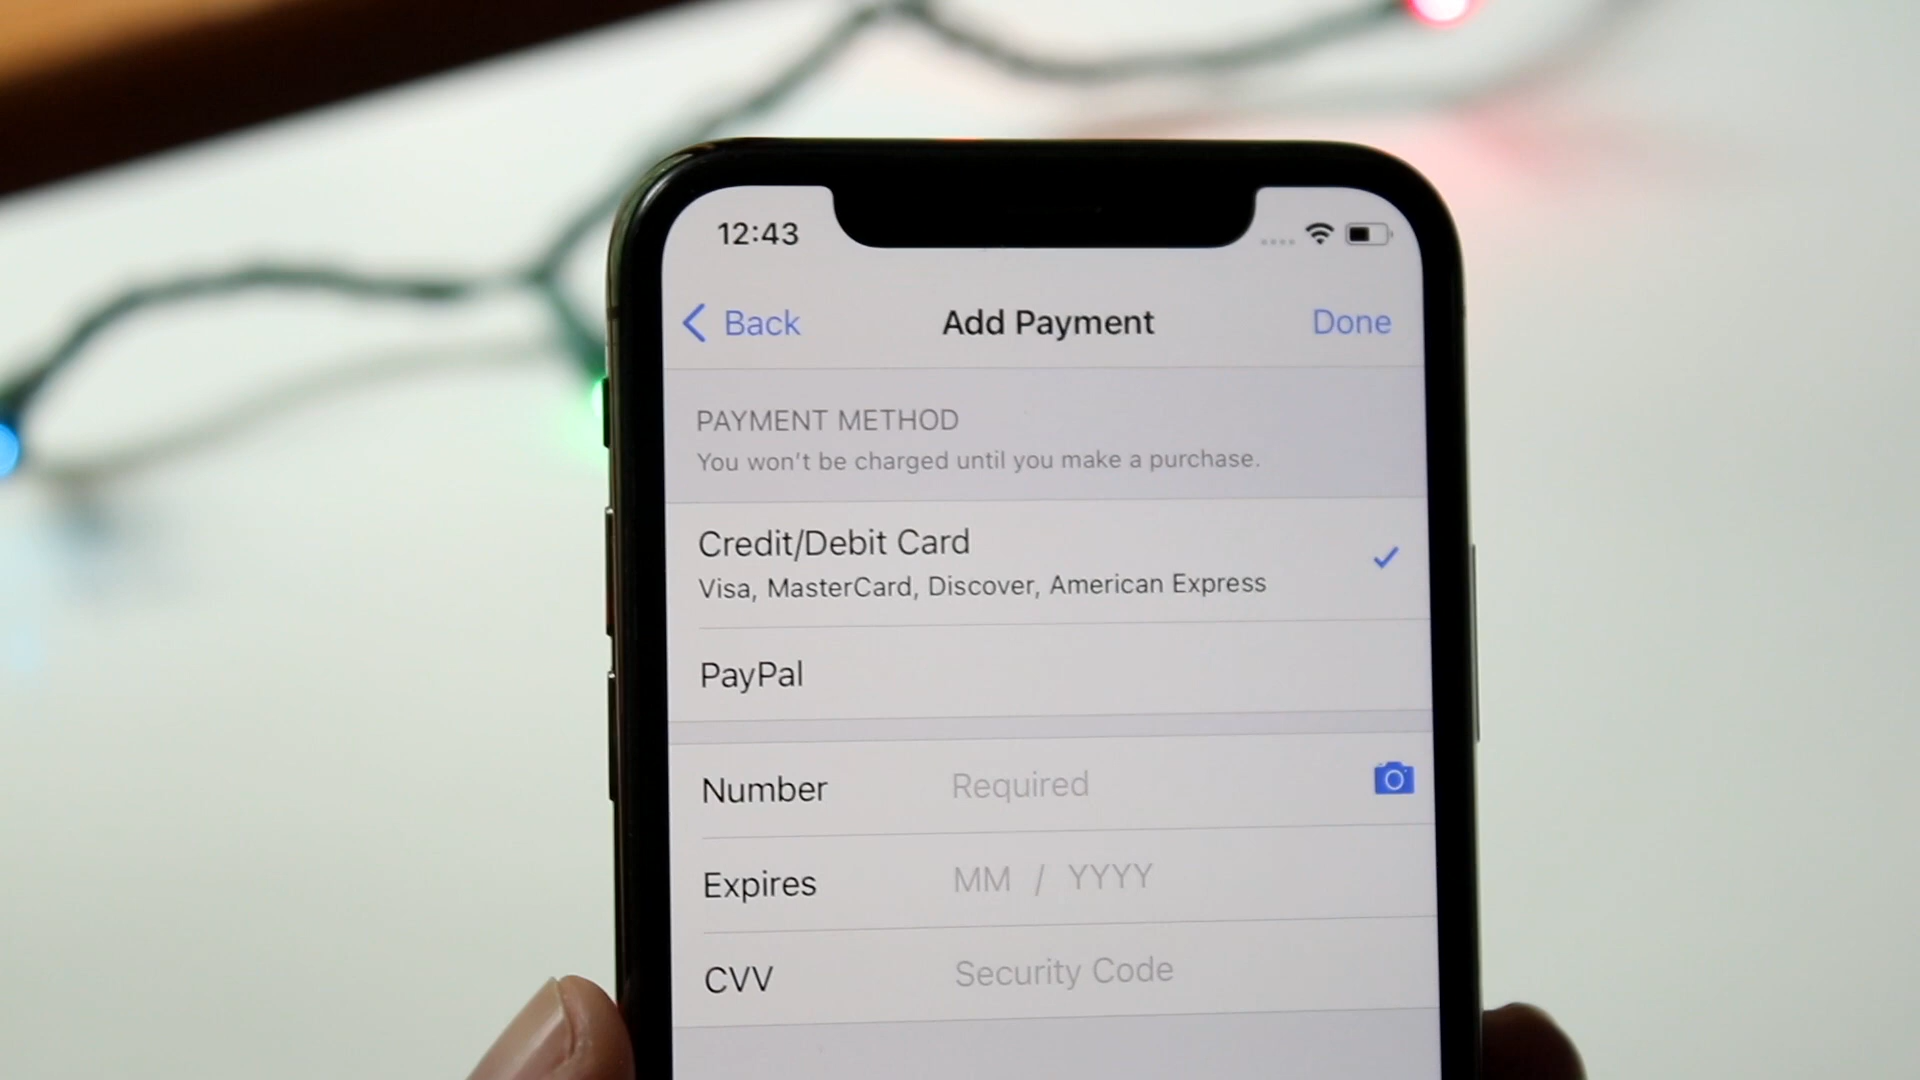 12:43
Back Add Payment Done
PAYMENT METHOD
You won't be charged until you make a purchase.
Credit/Debit Card
Visa, MasterCard, Discover, American Express
PayPal
Number Required
Expires MM / YYYY
CVV Security Code